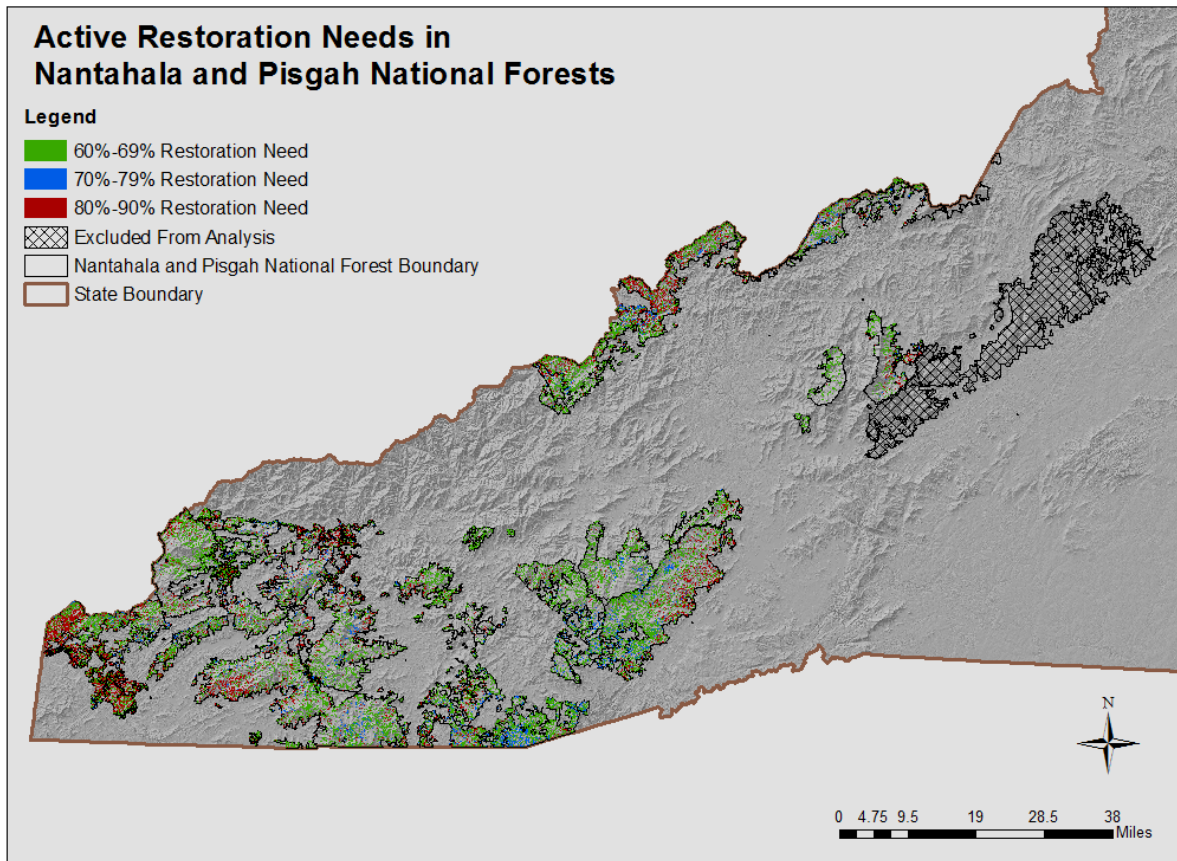 Active Restoration Needs in
Nantahala and Pisgah National Forests
Legend
60%-69% Restoration Need
70%-79% Restoration Need
80%-90% Restoration Need
Excluded From Analysis
Nantahala and Pisgah National Forest Boundary
State Boundary
N
0 4.75 9.5 19 28.5 38
Miles